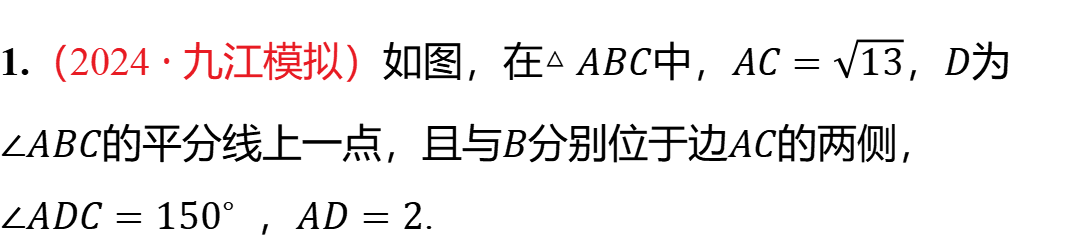 1.（2024·九江模拟）如图，在△ABC中，AC = √13，D为
∠ABC的平分线上一点，且与B分别位于边AC的两侧，
∠ADC = 150°，AD = 2.